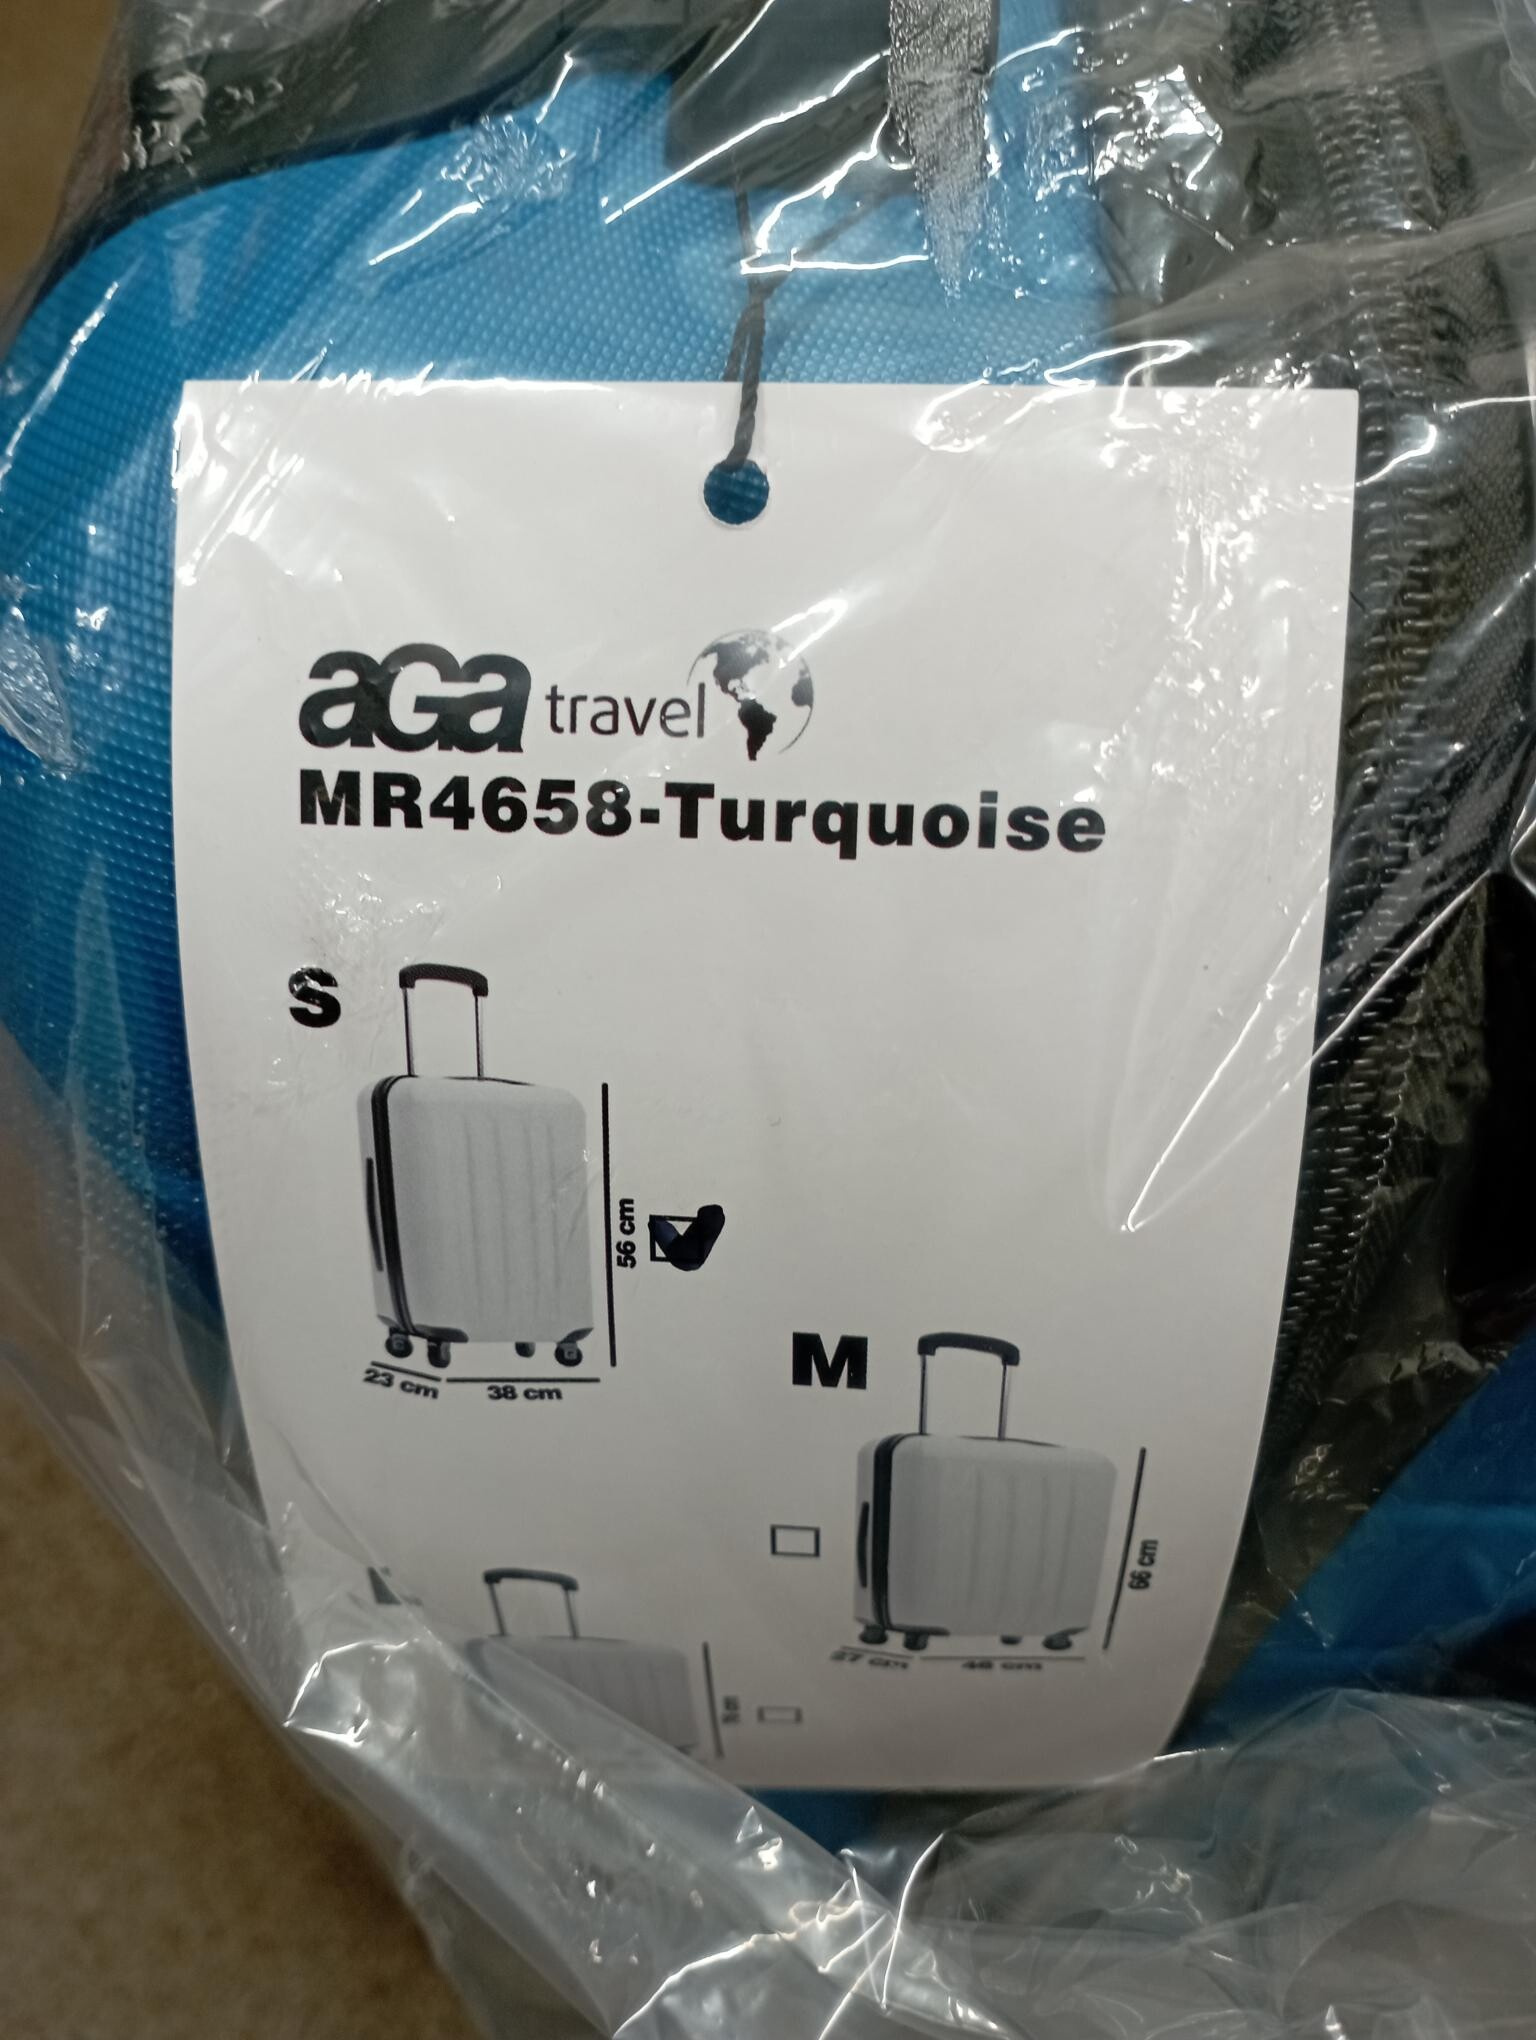 aGa travel
MR4658-Turquoise
S
56 cm
23 cm
38 cm
M
66 cm
27 cm
46 cm